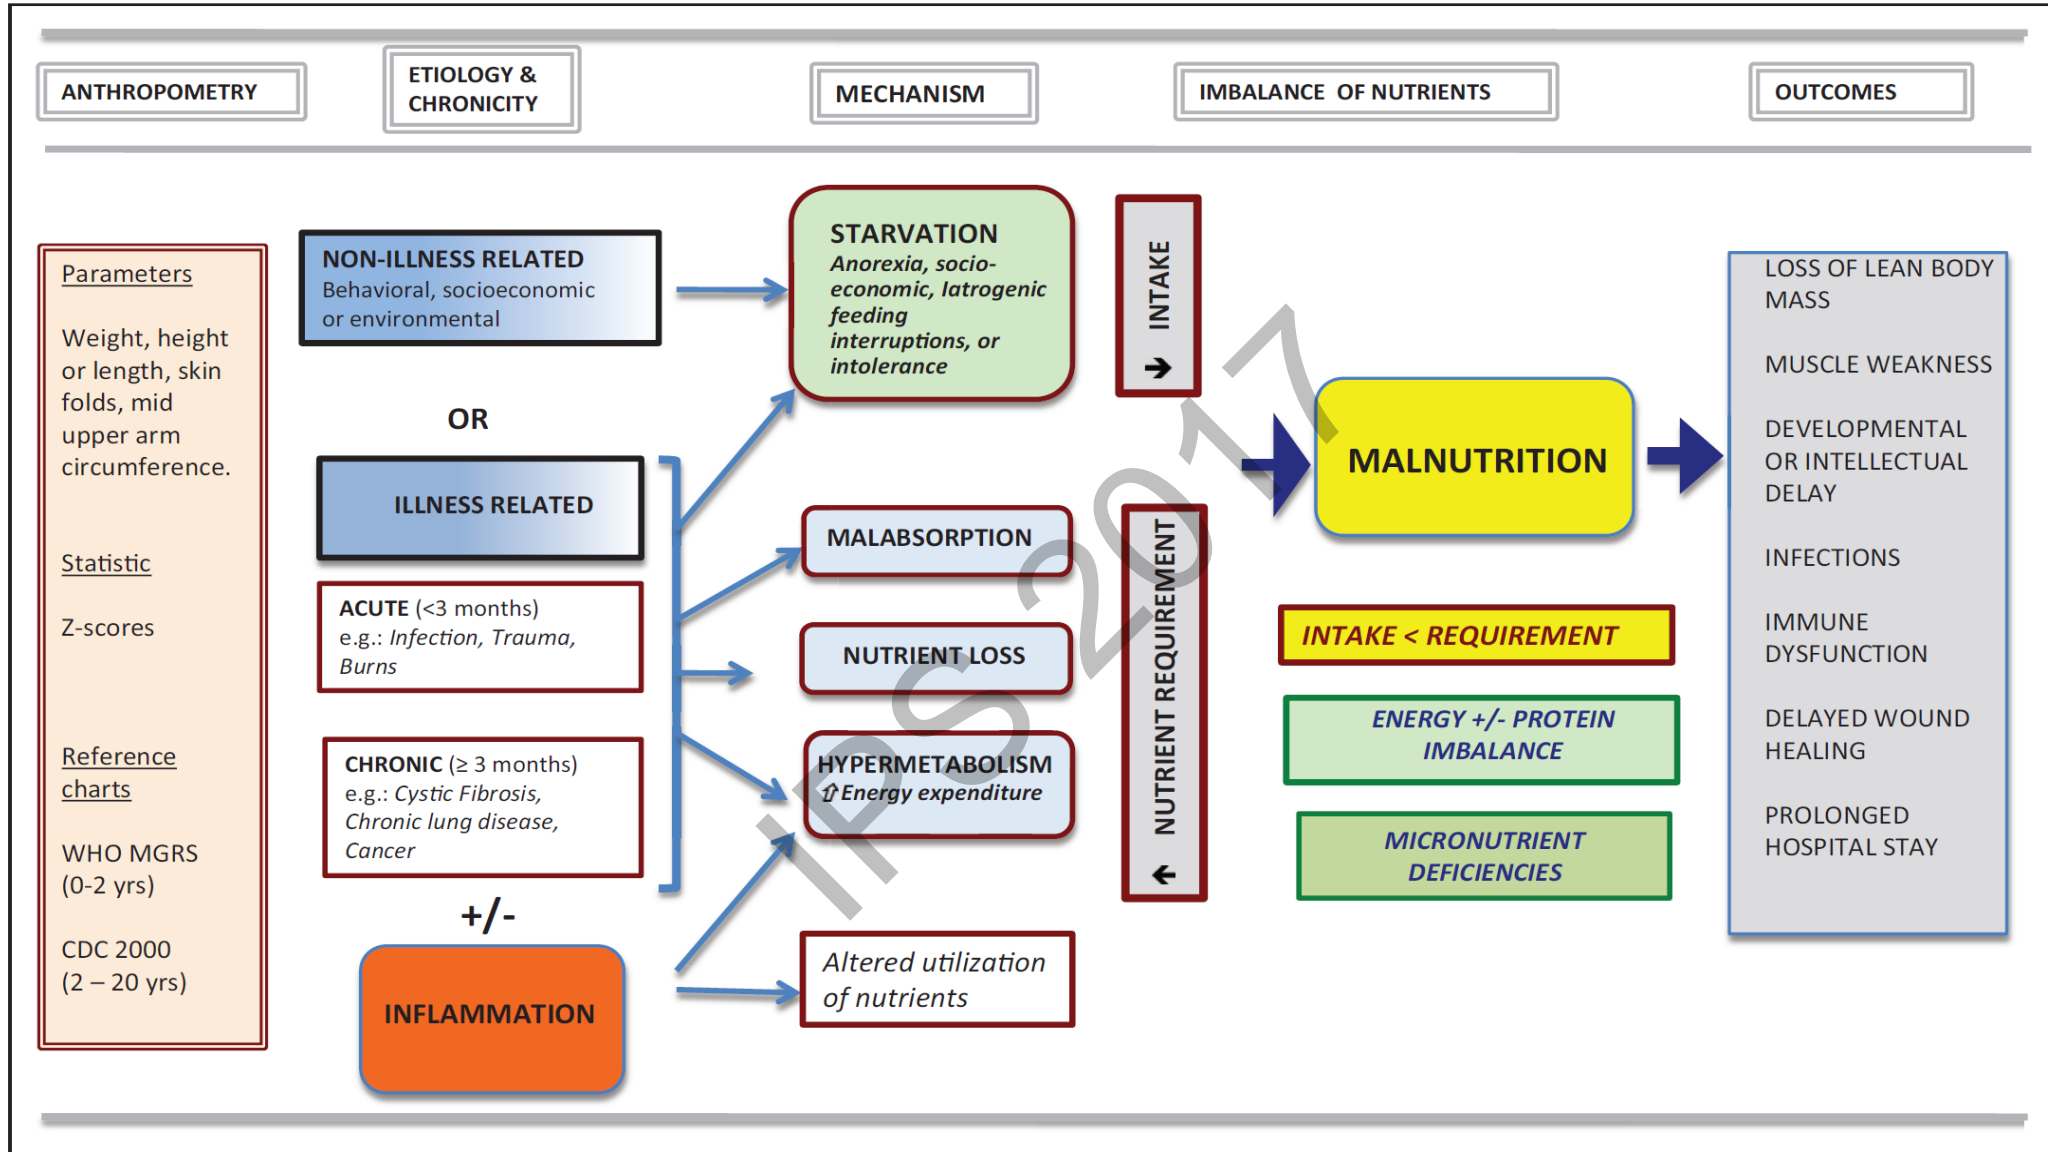 ANTHROPOMETRY
ETIOLOGY &
CHRONICITY
MECHANISM
IMBALANCE OF NUTRIENTS
OUTCOMES
Parameters
Weight, height
or length, skin
folds, mid
upper arm
circumference.
Statistic
Z-scores
Reference
charts
WHO MGRS
(0-2 yrs)
CDC 2000
(2 – 20 yrs)
NON-ILLNESS RELATED
Behavioral, socioeconomic
or environmental
OR
ILLNESS RELATED
ACUTE (<3 months)
e.g.: Infection, Trauma,
Burns
CHRONIC (≥ 3 months)
e.g.: Cystic Fibrosis,
Chronic lung disease,
Cancer
+/-
INFLAMMATION
STARVATION
Anorexia, socio-
economic, Iatrogenic
feeding
interruptions, or
intolerance
MALABSORPTION
NUTRIENT LOSS
HYPERMETABOLISM
⇧Energy expenditure
Altered utilization
of nutrients
➔ INTAKE
➔ NUTRIENT REQUIREMENT
MALNUTRITION
INTAKE < REQUIREMENT
ENERGY +/- PROTEIN
IMBALANCE
MICRONUTRIENT
DEFICIENCIES
LOSS OF LEAN BODY
MASS
MUSCLE WEAKNESS
DEVELOPMENTAL
OR INTELLECTUAL
DELAY
INFECTIONS
IMMUNE
DYSFUNCTION
DELAYED WOUND
HEALING
PROLONGED
HOSPITAL STAY
IPS 2017